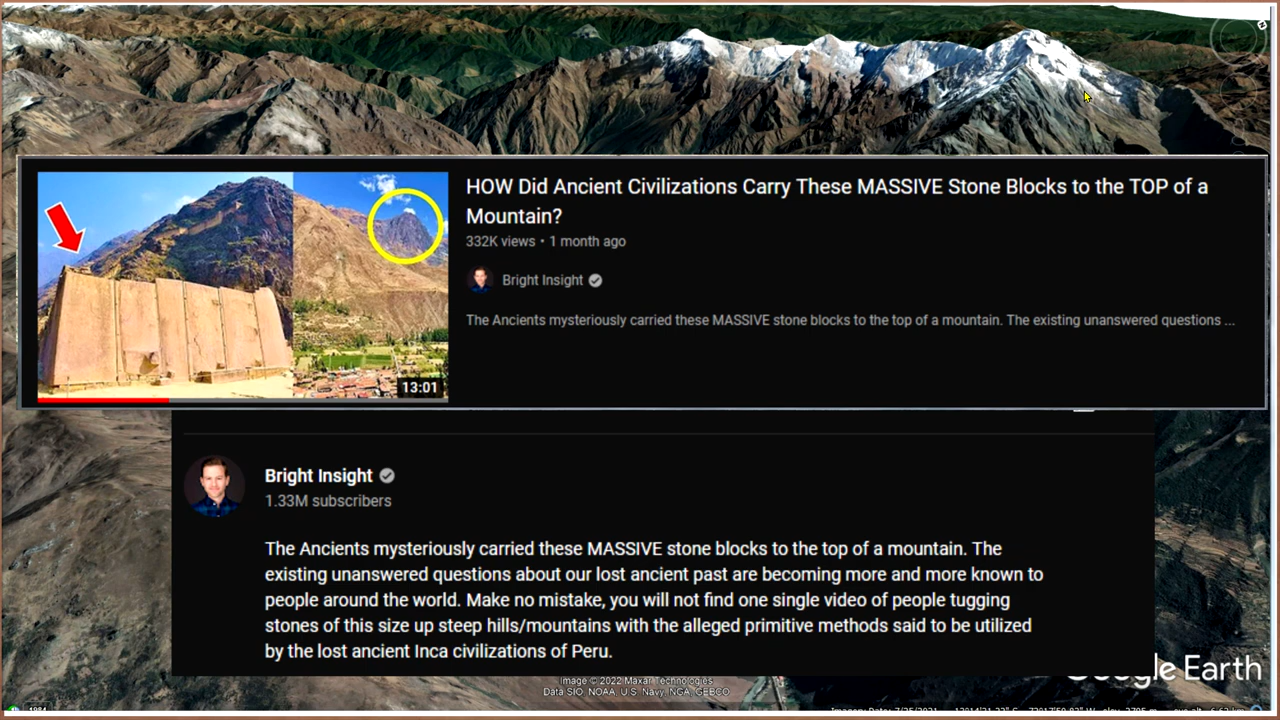 HOW Did Ancient Civilizations Carry These MASSIVE Stone Blocks to the TOP of a
Mountain?
332K views • 1 month ago
Bright Insight
The Ancients mysteriously carried these MASSIVE stone blocks to the top of a mountain. The existing unanswered questions ...
13:01
Bright Insight
1.33M subscribers
The Ancients mysteriously carried these MASSIVE stone blocks to the top of a mountain. The
existing unanswered questions about our lost ancient past are becoming more and more known to
people around the world. Make no mistake, you will not find one single video of people tugging
stones of this size up steep hills/mountains with the alleged primitive methods said to be utilized
by the lost ancient Inca civilizations of Peru.
Earth
Image © 2022 Maxar Technologies
Data SIO, NOAA, U.S. Navy, NGA, GEBCO
1984